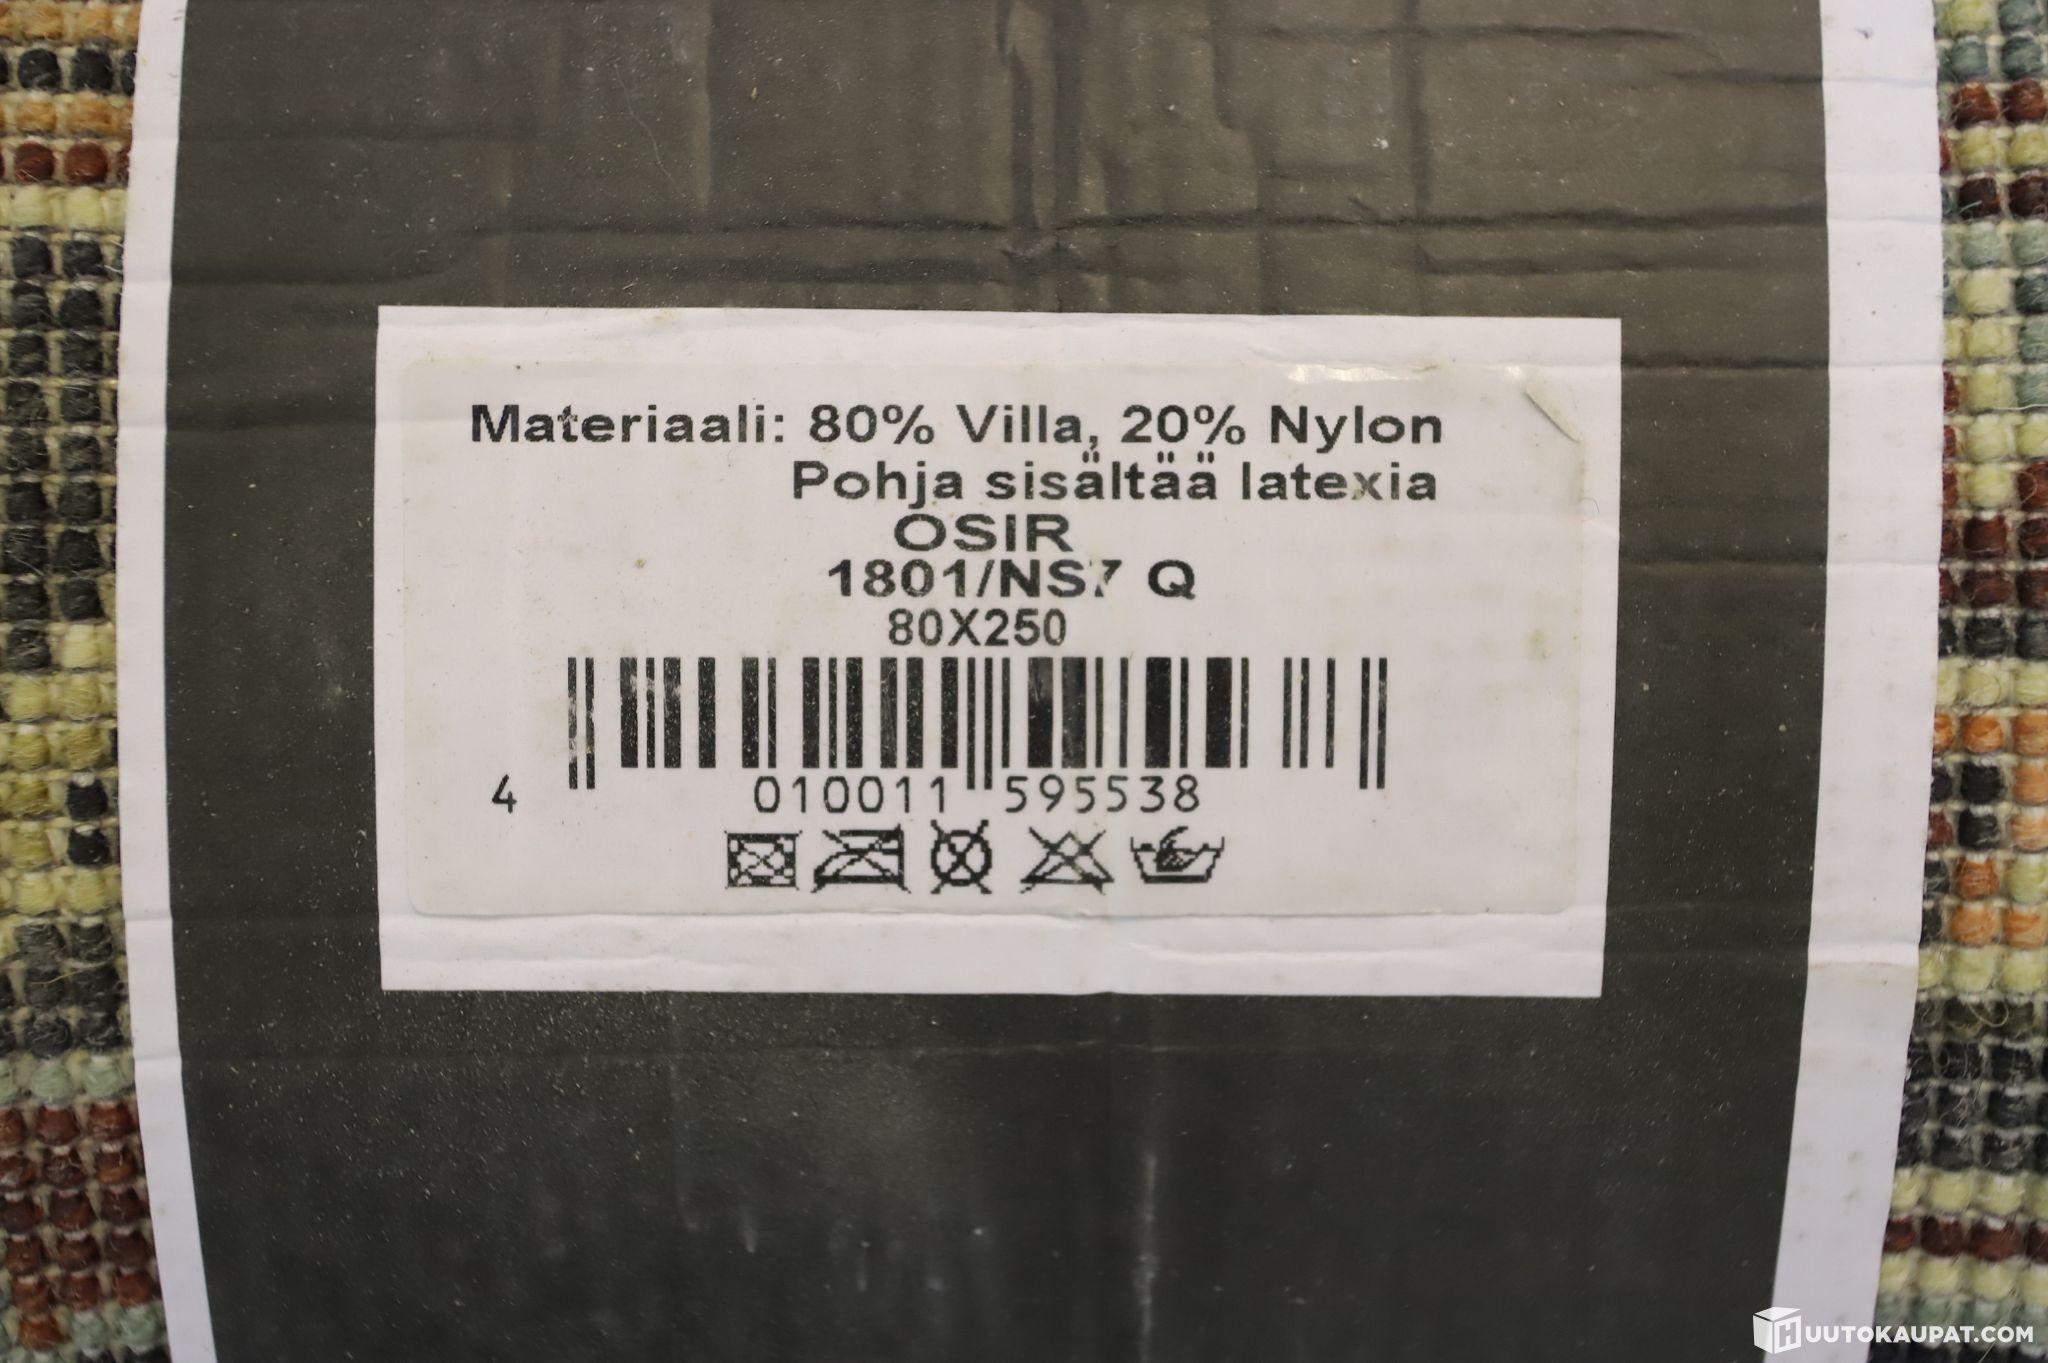 Materiaali: 80% Villa, 20% Nylon
Pohja sisältää latexia
OSIR
1801/NS7 Q
80X250
4 010011 595538
HUUTOKAUPAT.COM